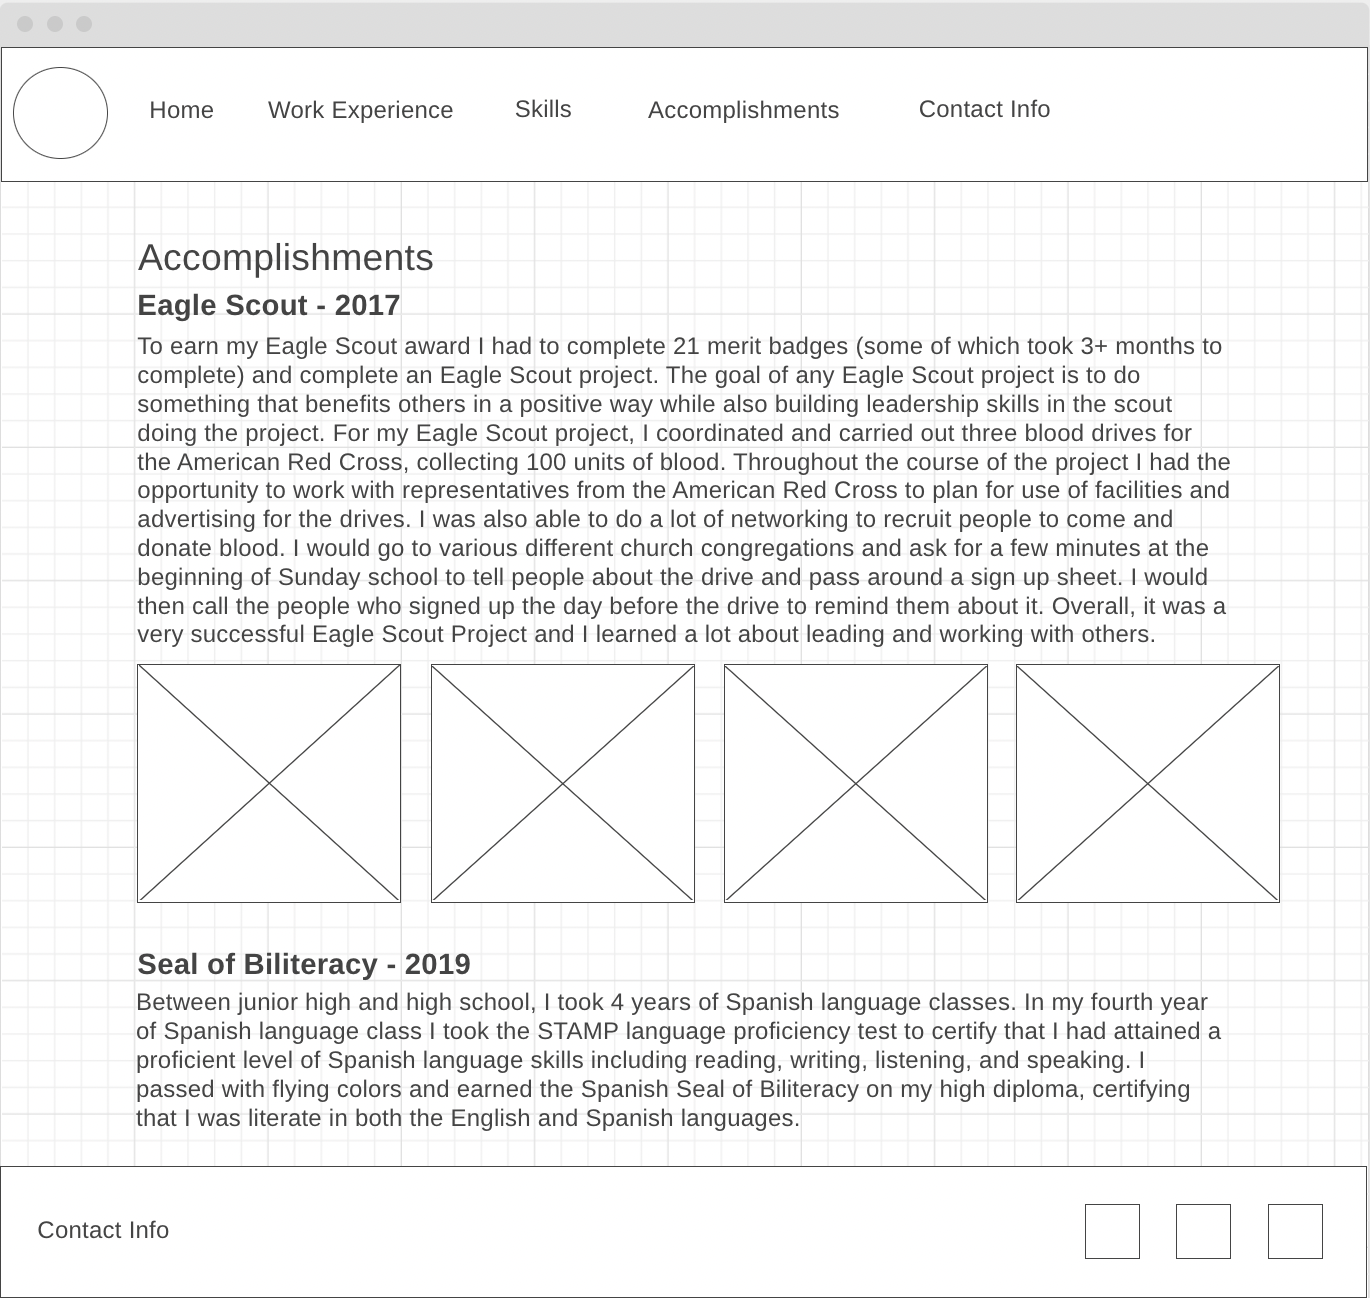 Home Work Experience Skills Accomplishments Contact Info
Accomplishments
Eagle Scout - 2017
To earn my Eagle Scout award I had to complete 21 merit badges (some of which took 3+ months to
complete) and complete an Eagle Scout project. The goal of any Eagle Scout project is to do
something that benefits others in a positive way while also building leadership skills in the scout
doing the project. For my Eagle Scout project, I coordinated and carried out three blood drives for
the American Red Cross, collecting 100 units of blood. Throughout the course of the project I had the
opportunity to work with representatives from the American Red Cross to plan for use of facilities and
advertising for the drives. I was also able to do a lot of networking to recruit people to come and
donate blood. I would go to various different church congregations and ask for a few minutes at the
beginning of Sunday school to tell people about the drive and pass around a sign up sheet. I would
then call the people who signed up the day before the drive to remind them about it. Overall, it was a
very successful Eagle Scout Project and I learned a lot about leading and working with others.
Seal of Biliteracy - 2019
Between junior high and high school, I took 4 years of Spanish language classes. In my fourth year
of Spanish language class I took the STAMP language proficiency test to certify that I had attained a
proficient level of Spanish language skills including reading, writing, listening, and speaking. I
passed with flying colors and earned the Spanish Seal of Biliteracy on my high diploma, certifying
that I was literate in both the English and Spanish languages.
Contact Info